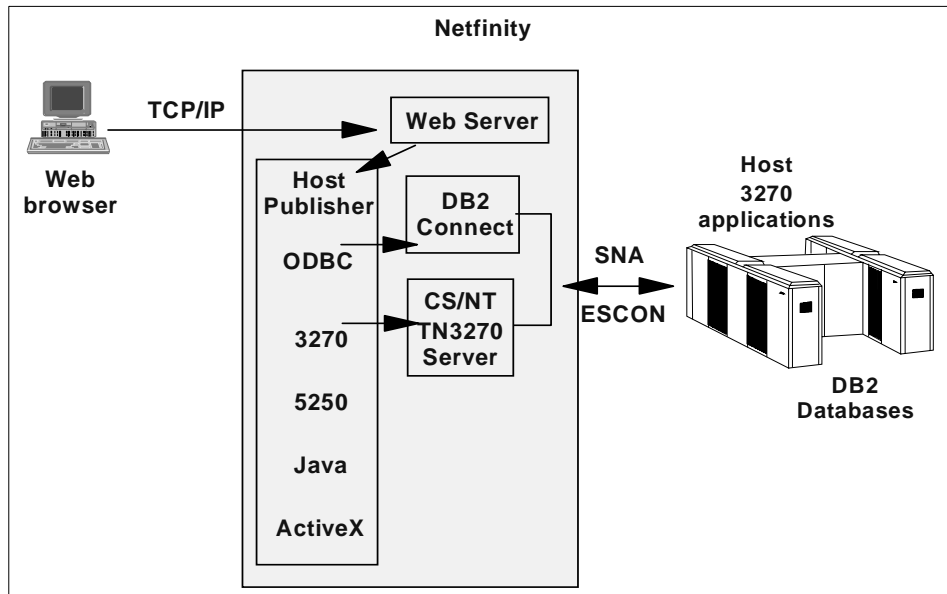 Netfinity
TCP/IP
Web Server
Web
browser
Host
Publisher
DB2
Connect
ODBC
CS/NT
TN3270
Server
3270
5250
Java
ActiveX
SNA
ESCON
Host
3270
applications
DB2
Databases